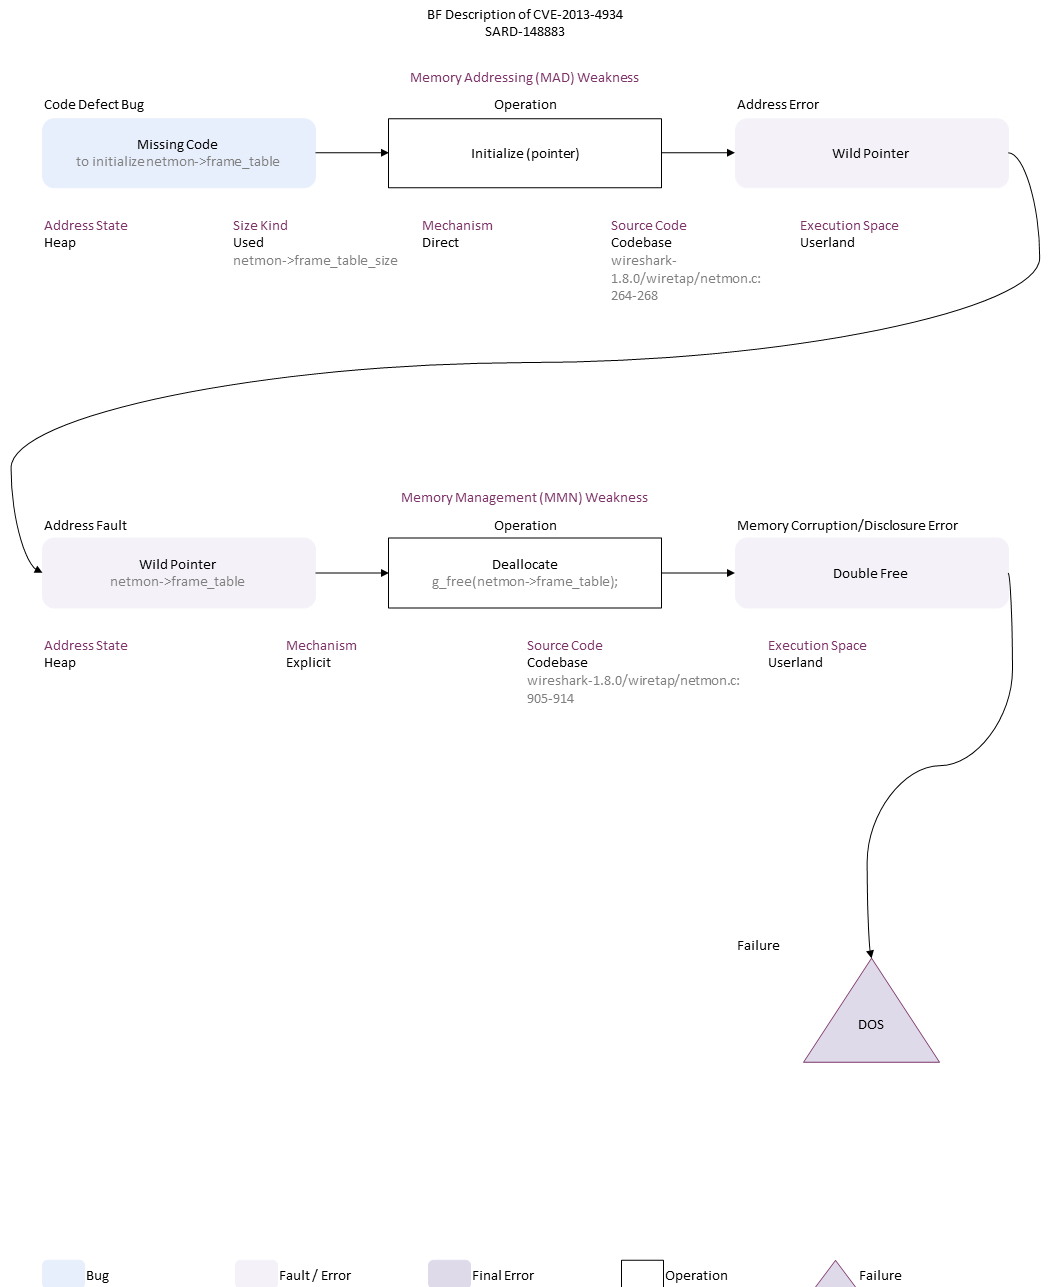 BF Description of CVE-2013-4934
SARD-148883
Memory Addressing (MAD) Weakness
Code Defect Bug
Operation
Address Error
Missing Code
to initialize netmon->frame_table
Initialize (pointer)
Wild Pointer
Address State
Heap
Size Kind
Used
netmon->frame_table_size
Mechanism
Direct
Source Code
Codebase
wireshark-
1.8.0/wiretap/netmon.c:
264-268
Execution Space
Userland
Memory Management (MMN) Weakness
Address Fault
Operation
Memory Corruption/Disclosure Error
Wild Pointer
netmon->frame_table
Deallocate
g_free(netmon->frame_table);
Double Free
Address State
Heap
Mechanism
Explicit
Source Code
Codebase
wireshark-1.8.0/wiretap/netmon.c:
905-914
Execution Space
Userland
Failure
DOS
Bug
Fault / Error
Final Error
Operation
Failure